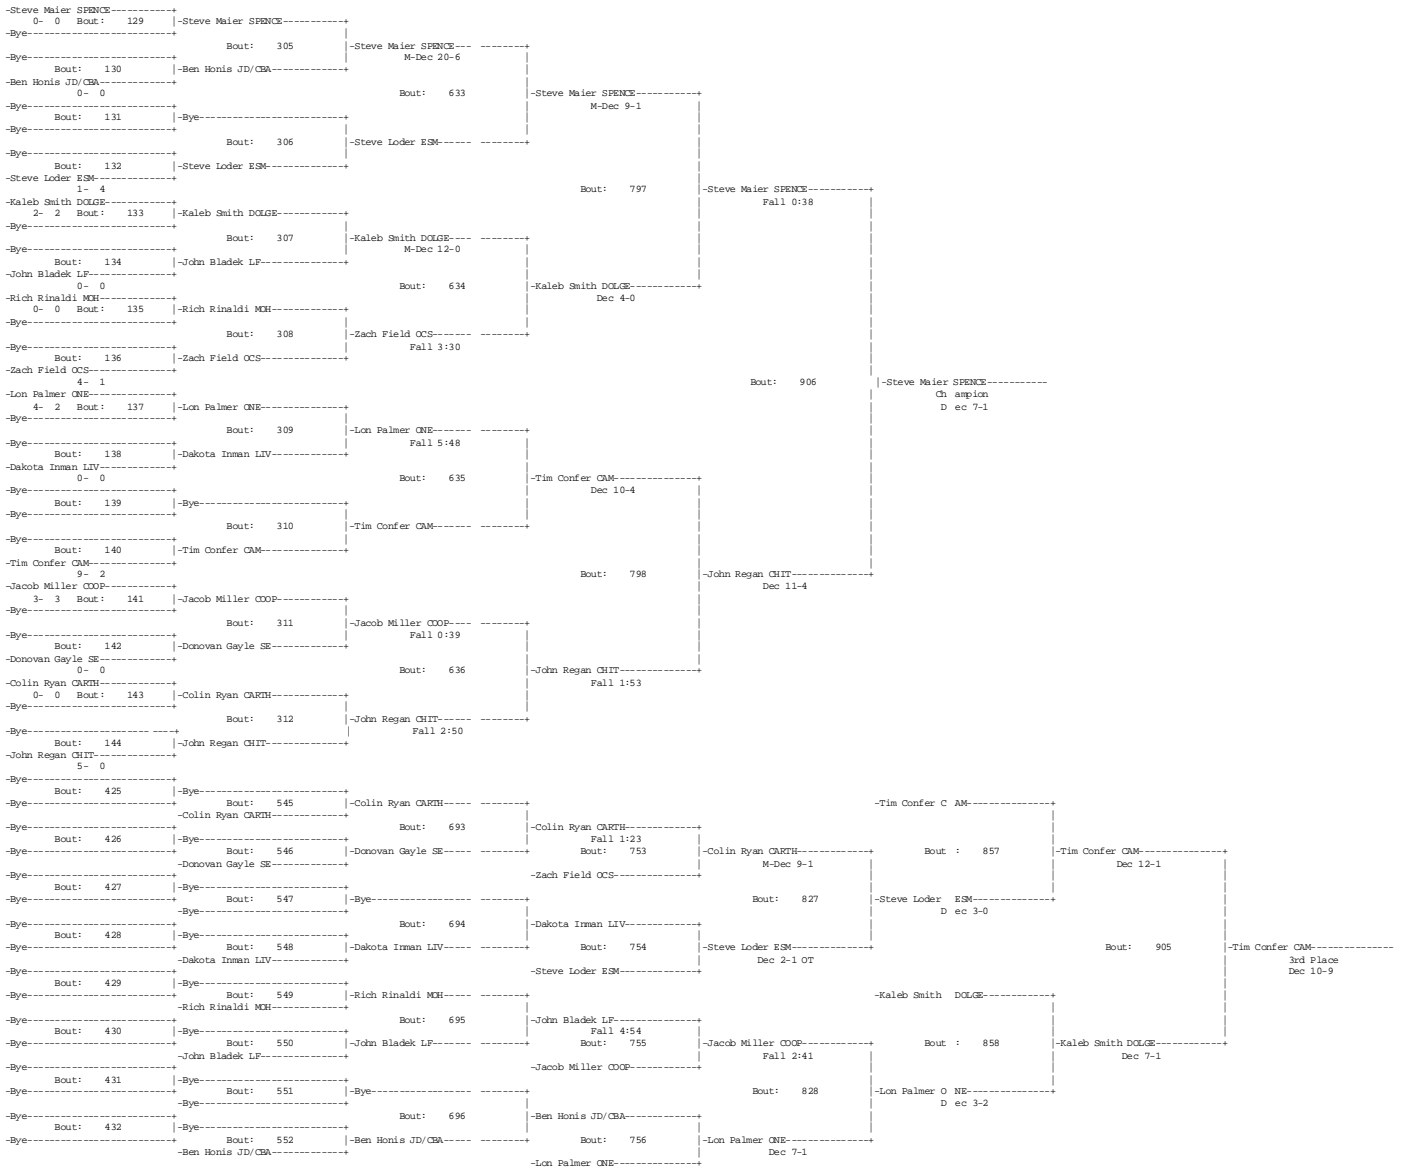 -Steve Maier SPENCE-----------+
0- 0 Bout: 129 |-Steve Maier SPENCE-----------+
-Bye--------------------------+ |
Bout: 305 |-Steve Maier SPENCE--- --------+
-Bye--------------------------+ | M-Dec 20-6 |
Bout: 130 |-Ben Honis JD/CBA-------------+ |
-Ben Honis JD/CBA-------------+ |
0- 0 Bout: 633 |-Steve Maier SPENCE-----------+
-Bye--------------------------+ | M-Dec 9-1 |
Bout: 131 |-Bye--------------------------+ | |
-Bye--------------------------+ | | |
Bout: 306 |-Steve Loder ESM------ --------+ |
-Bye--------------------------+ | |
Bout: 132 |-Steve Loder ESM--------------+ |
-Steve Loder ESM--------------+ |
1- 4 Bout: 797 |-Steve Maier SPENCE-----------+
-Kaleb Smith DOLGE------------+ | Fall 0:38 |
2- 2 Bout: 133 |-Kaleb Smith DOLGE------------+ | |
-Bye--------------------------+ | | |
Bout: 307 |-Kaleb Smith DOLGE---- --------+ | |
-Bye--------------------------+ | M-Dec 12-0 | | |
Bout: 134 |-John Bladek LF---------------+ | | |
-John Bladek LF---------------+ | | |
0- 0 Bout: 634 |-Kaleb Smith DOLGE------------+ |
-Rich Rinaldi MOH-------------+ | Dec 4-0 |
0- 0 Bout: 135 |-Rich Rinaldi MOH-------------+ | |
-Bye--------------------------+ | | |
Bout: 308 |-Zach Field OCS------- --------+ |
-Bye--------------------------+ | Fall 3:30 |
Bout: 136 |-Zach Field OCS---------------+ |
-Zach Field OCS---------------+ |
4- 1 Bout: 906 |-Steve Maier SPENCE-----------
-Lon Palmer ONE---------------+ | Ch ampion
4- 2 Bout: 137 |-Lon Palmer ONE---------------+ | D ec 7-1
-Bye--------------------------+ | |
Bout: 309 |-Lon Palmer ONE------- --------+ |
-Bye--------------------------+ | Fall 5:48 | |
Bout: 138 |-Dakota Inman LIV-------------+ | |
-Dakota Inman LIV-------------+ | |
0- 0 Bout: 635 |-Tim Confer CAM---------------+ |
-Bye--------------------------+ | Dec 10-4 | |
Bout: 139 |-Bye--------------------------+ | | |
-Bye--------------------------+ | | | |
Bout: 310 |-Tim Confer CAM------- --------+ | |
-Bye--------------------------+ | | |
Bout: 140 |-Tim Confer CAM---------------+ | |
-Tim Confer CAM---------------+ | |
9- 2 Bout: 798 |-John Regan CHIT--------------+
-Jacob Miller COOP------------+ | Dec 11-4
3- 3 Bout: 141 |-Jacob Miller COOP------------+ |
-Bye--------------------------+ | |
Bout: 311 |-Jacob Miller COOP---- --------+ |
-Bye--------------------------+ | Fall 0:39 | |
Bout: 142 |-Donovan Gayle SE-------------+ | |
-Donovan Gayle SE-------------+ | |
0- 0 Bout: 636 |-John Regan CHIT--------------+
-Colin Ryan CARTH-------------+ | Fall 1:53
0- 0 Bout: 143 |-Colin Ryan CARTH-------------+ |
-Bye--------------------------+ | |
Bout: 312 |-John Regan CHIT------ --------+
-Bye---------------------- ----+ | Fall 2:50
Bout: 144 |-John Regan CHIT--------------+
-John Regan CHIT--------------+
5- 0
-Bye--------------------------+
Bout: 425 |-Bye--------------------------+
-Bye--------------------------+ Bout: 545 |-Colin Ryan CARTH----- --------+ -Tim Confer C AM---------------+
-Colin Ryan CARTH-------------+ | |
-Bye--------------------------+ Bout: 693 |-Colin Ryan CARTH-------------+ |
Bout: 426 |-Bye--------------------------+ | Fall 1:23 | |
-Bye--------------------------+ Bout: 546 |-Donovan Gayle SE----- --------+ Bout: 753 |-Colin Ryan CARTH-------------+ Bout : 857 |-Tim Confer CAM---------------+
-Donovan Gayle SE-------------+ | M-Dec 9-1 | | Dec 12-1 |
-Bye--------------------------+ -Zach Field OCS---------------+ | | |
Bout: 427 |-Bye--------------------------+ | | |
-Bye--------------------------+ Bout: 547 |-Bye------------------ --------+ Bout: 827 |-Steve Loder ESM--------------+ |
-Bye--------------------------+ | | D ec 3-0 |
-Bye--------------------------+ Bout: 694 |-Dakota Inman LIV-------------+ | |
Bout: 428 |-Bye--------------------------+ | | | |
-Bye--------------------------+ Bout: 548 |-Dakota Inman LIV----- --------+ Bout: 754 |-Steve Loder ESM--------------+ Bout: 905 |-Tim Confer CAM---------------
-Dakota Inman LIV-------------+ | Dec 2-1 OT | 3rd Place
-Bye--------------------------+ -Steve Loder ESM--------------+ | Dec 10-9
Bout: 429 |-Bye--------------------------+ |
-Bye--------------------------+ Bout: 549 |-Rich Rinaldi MOH----- --------+ -Kaleb Smith DOLGE------------+ |
-Rich Rinaldi MOH-------------+ | | |
-Bye--------------------------+ Bout: 695 |-John Bladek LF---------------+ | |
Bout: 430 |-Bye--------------------------+ | Fall 4:54 | | |
-Bye--------------------------+ Bout: 550 |-John Bladek LF------- --------+ Bout: 755 |-Jacob Miller COOP------------+ Bout : 858 |-Kaleb Smith DOLGE------------+
-John Bladek LF---------------+ | Fall 2:41 | | Dec 7-1
-Bye--------------------------+ -Jacob Miller COOP------------+ | |
Bout: 431 |-Bye--------------------------+ | |
-Bye--------------------------+ Bout: 551 |-Bye------------------ --------+ Bout: 828 |-Lon Palmer O NE---------------+
-Bye--------------------------+ | | D ec 3-2
-Bye--------------------------+ Bout: 696 |-Ben Honis JD/CBA-------------+ |
Bout: 432 |-Bye--------------------------+ | | |
-Bye--------------------------+ Bout: 552 |-Ben Honis JD/CBA----- --------+ Bout: 756 |-Lon Palmer ONE---------------+
-Ben Honis JD/CBA-------------+ | Dec 7-1
-Lon Palmer ONE---------------+